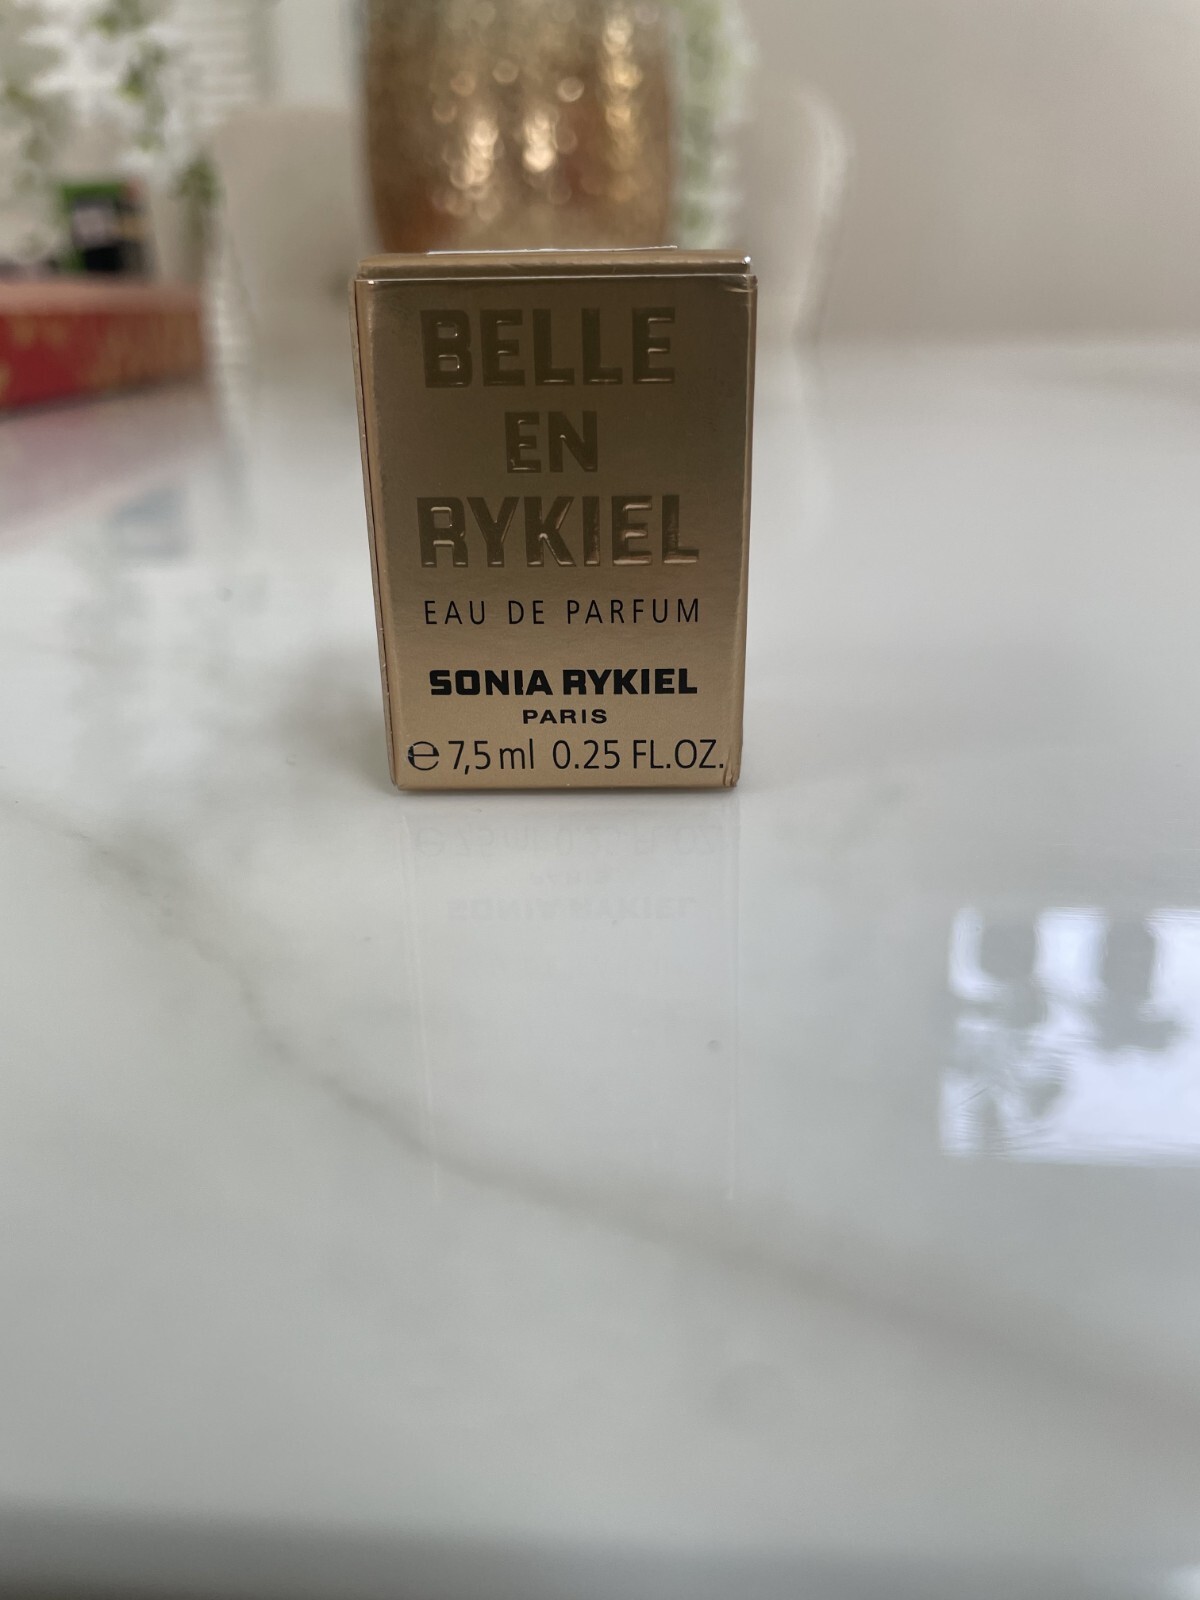 BELLE
EN
RYKIEL
EAU DE PARFUM
SONIA RYKIEL
PARIS
℮ 7,5 ml 0.25 FL.OZ.